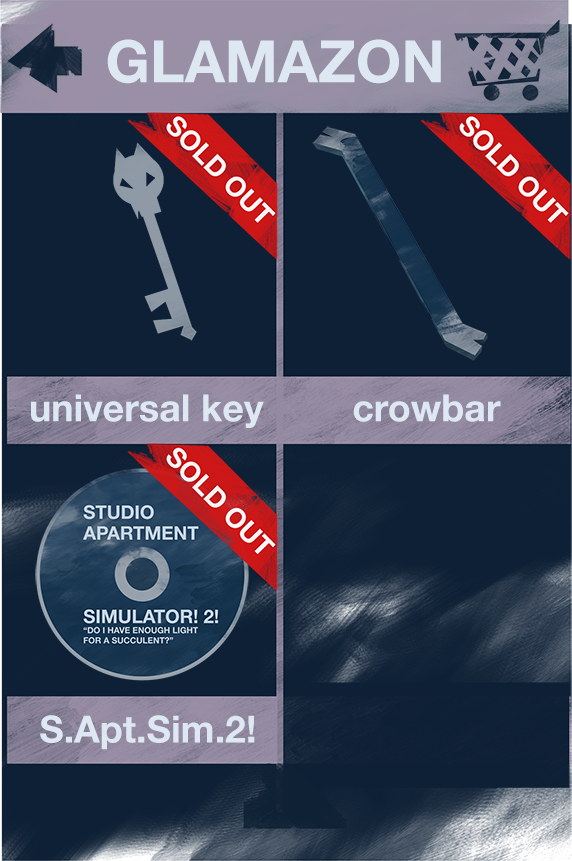 GLAMAZON
SOLD OUT
SOLD OUT
universal key
crowbar
SOLD OUT
STUDIO
APARTMENT
SIMULATOR! 2!
"DO I HAVE ENOUGH LIGHT
FOR A SUCCULENT?"
S.Apt.Sim.2!